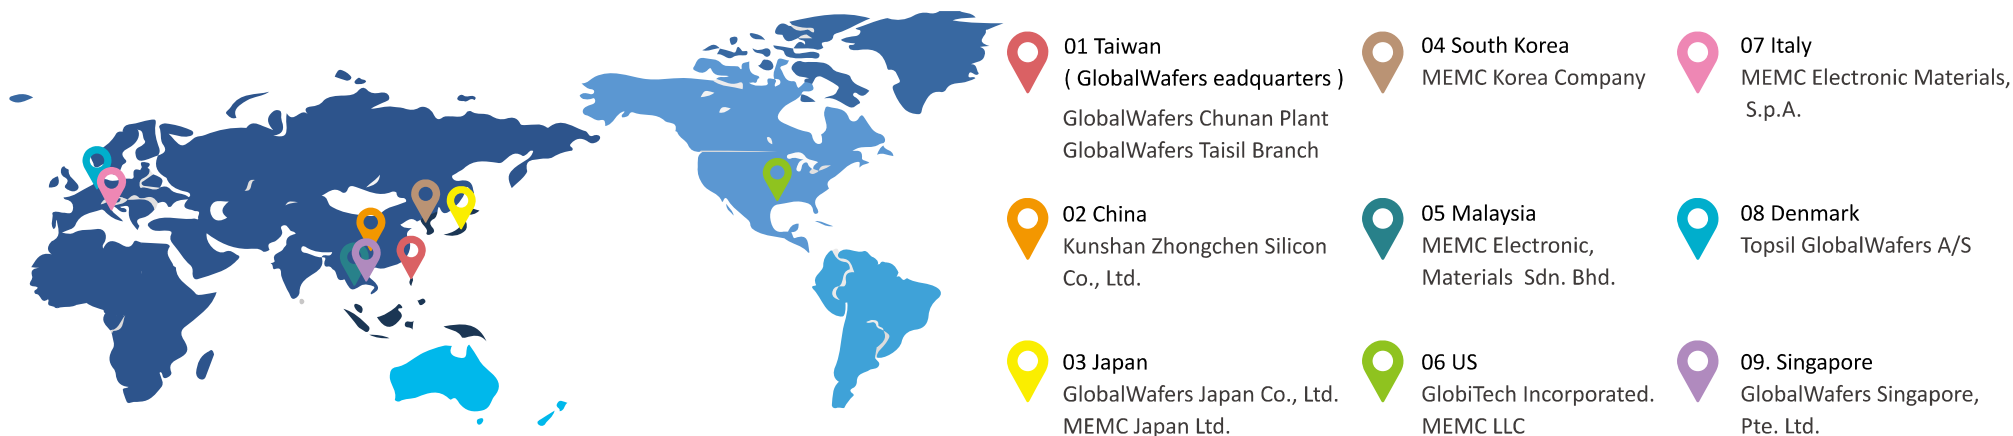 01 Taiwan
( GlobalWafers eadquarters )
GlobalWafers Chunan Plant
GlobalWafers Taisil Branch
02 China
Kunshan Zhongchen Silicon
Co., Ltd.
03 Japan
GlobalWafers Japan Co., Ltd.
MEMC Japan Ltd.
04 South Korea
MEMC Korea Company
05 Malaysia
MEMC Electronic,
Materials  Sdn. Bhd.
06 US
GlobiTech Incorporated.
MEMC LLC
07 Italy
MEMC Electronic Materials,
S.p.A.
08 Denmark
Topsil GlobalWafers A/S
09. Singapore
GlobalWafers Singapore,
Pte. Ltd.